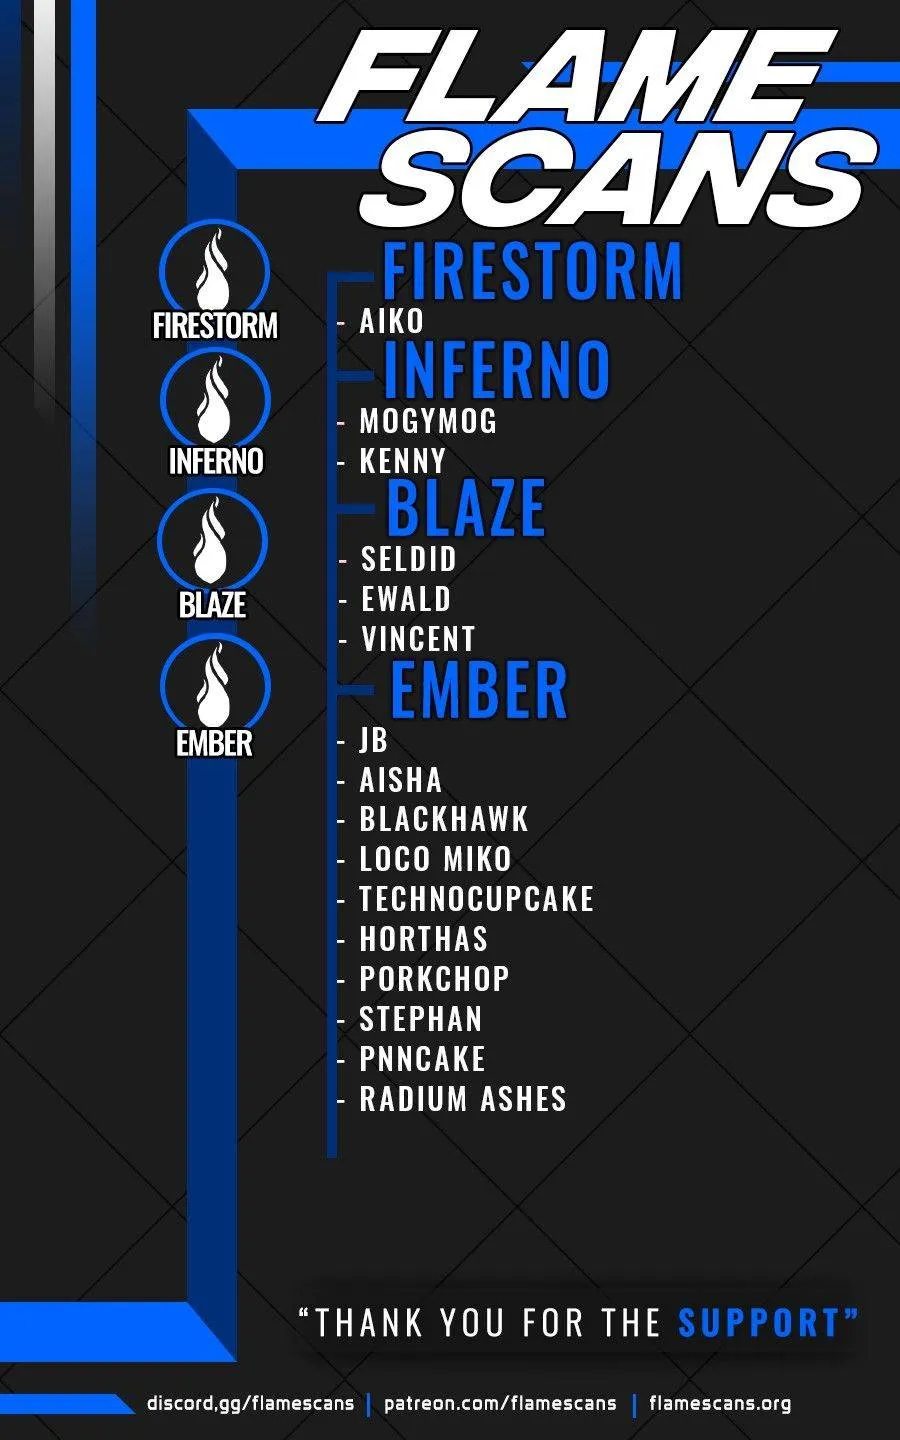 FLAME
SCANS
FIRESTORM
INFERNO
BLAZE
EMBER
FIRESTORM
- AIKO
INFERNO
- MOGYMOG
- KENNY
BLAZE
- SELDID
- EWALD
- VINCENT
EMBER
- JB
- AISHA
- BLACKHAWK
- LOCO MIKO
- TECHNOCUPCAKE
- HORTHAS
- PORKCHOP
- STEPHAN
- PNNCAKE
- RADIUM ASHES
“THANK YOU FOR THE SUPPORT”
discord,gg/flamescans | patreon.com/flamescans | flamescans.org